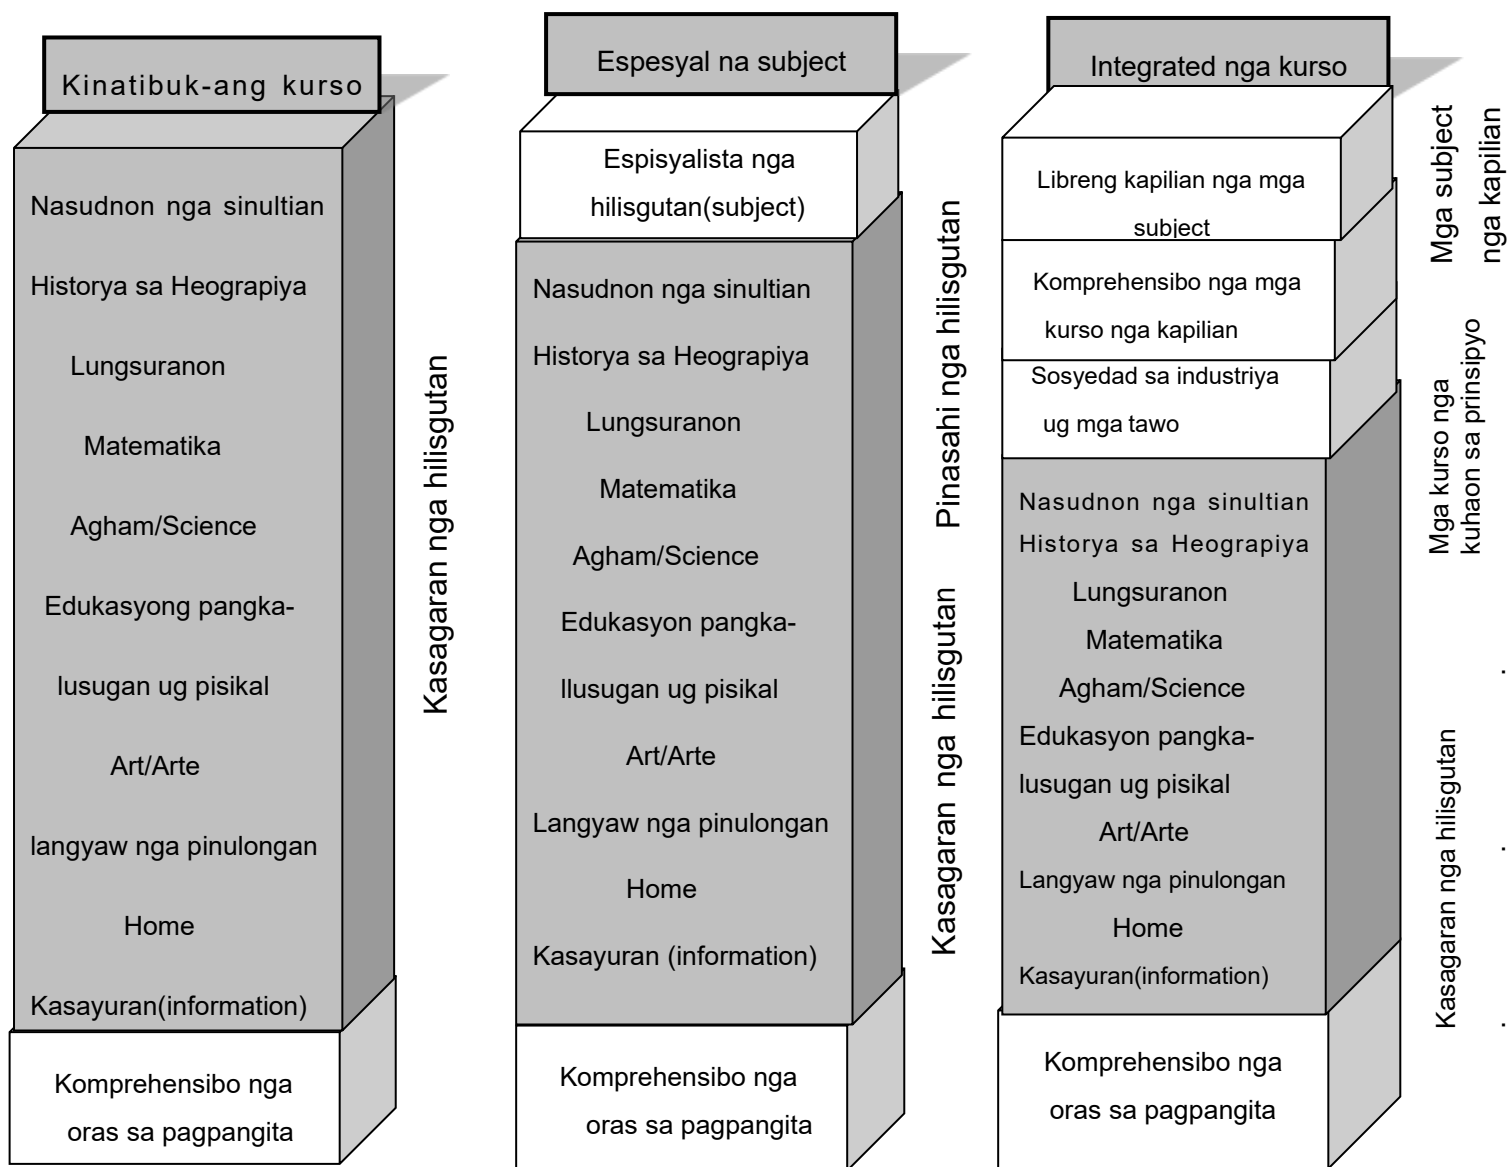 Kinatibuk-ang kurso
Nasudnon nga sinultian
Historya sa Heograpiya
Lungsuranon
Matematika
Agham/Science
Edukasyong pangka-
lusugan ug pisikal
Art/Arte
langyaw nga pinulongan
Home
Kasayuran(information)
Komprehensibo nga
oras sa pagpangita
Kasagaran nga hilisgutan
Espesyal na subject
Espisyalista nga
hilisgutan(subject)
Nasudnon nga sinultian
Historya sa Heograpiya
Lungsuranon
Matematika
Agham/Science
Edukasyon pangka-
llusugan ug pisikal
Art/Arte
Langyaw nga pinulongan
Home
Kasayuran (information)
Komprehensibo nga
oras sa pagpangita
Pinasahi nga hilisgutan
Kasagaran nga hilisgutan
Integrated nga kurso
Libreng kapilian nga mga
subject
Komprehensibo nga mga
kurso nga kapilian
Sosyedad sa industriya
ug mga tawo
Nasudnon nga sinultian
Historya sa Heograpiya
Lungsuranon
Matematika
Agham/Science
Edukasyon pangka-
lusugan ug pisikal
Art/Arte
Langyaw nga pinulongan
Home
Kasayuran(information)
Komprehensibo nga
oras sa pagpangita
Mga subject
nga kapilian
Mga kurso nga
kuhaon sa prinsipyo
Kasagaran nga hilisgutan